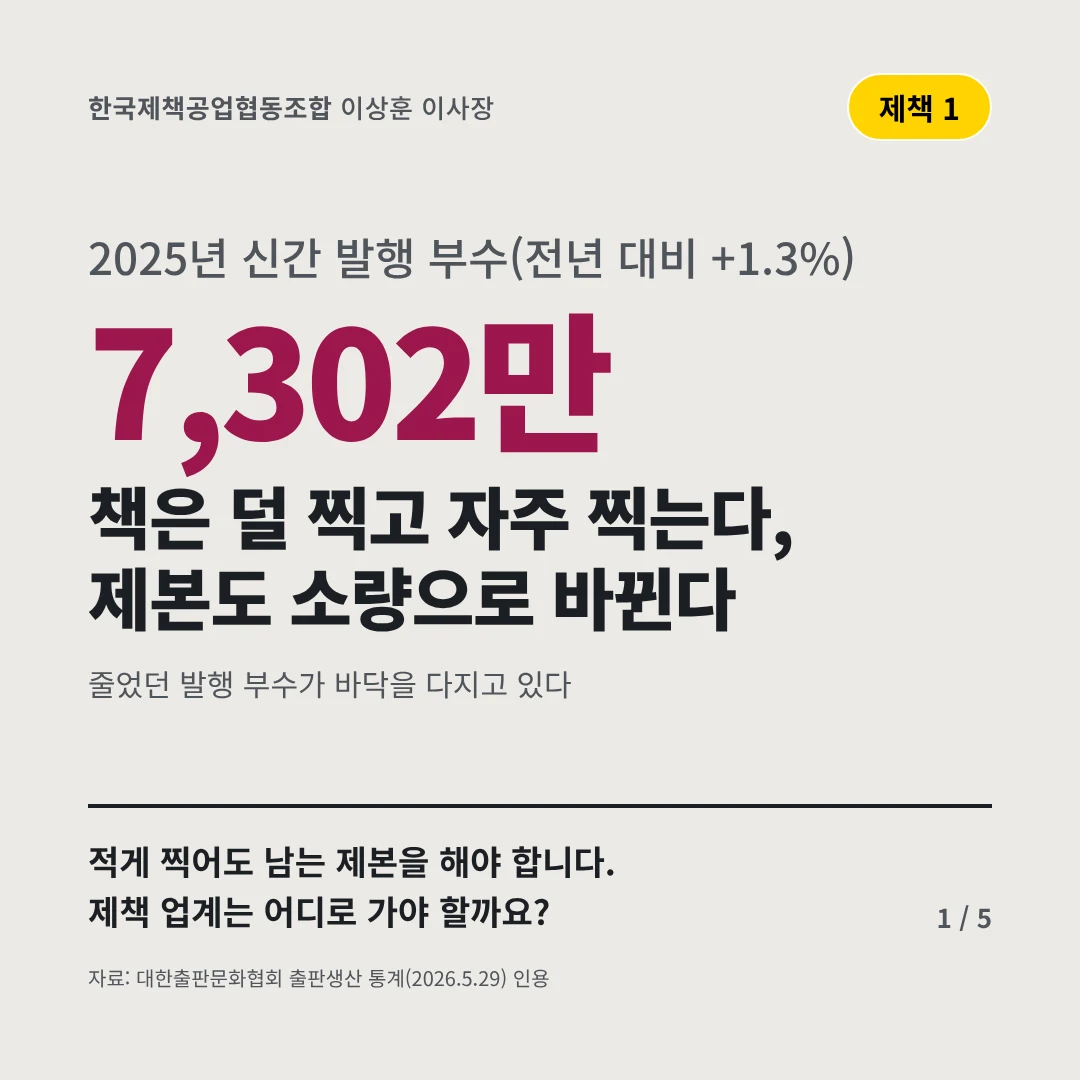 한국제책공업협동조합 이상훈 이사장
제책 1
2025년 신간 발행 부수(전년 대비 +1.3%)
7,302만
책은 덜 찍고 자주 찍는다,
제본도 소량으로 바뀐다
줄었던 발행 부수가 바닥을 다지고 있다
적게 찍어도 남는 제본을 해야 합니다.
제책 업계는 어디로 가야 할까요?
1 / 5
자료: 대한출판문화협회 출판생산 통계(2026.5.29) 인용